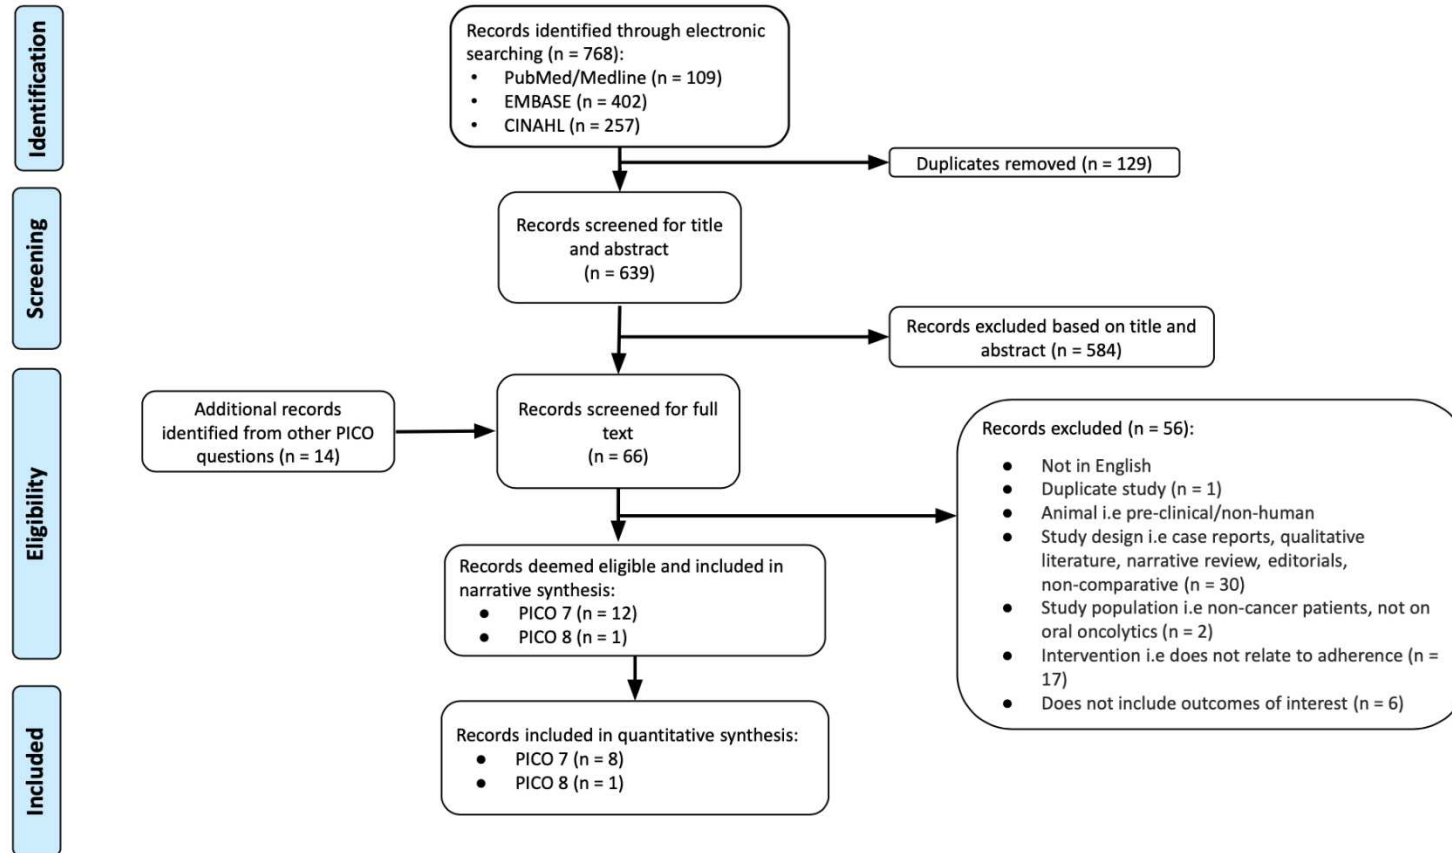 Identification
Records identified through electronic
searching (n = 768):
• PubMed/Medline (n = 109)
• EMBASE (n = 402)
• CINAHL (n = 257)
Duplicates removed (n = 129)
Screening
Records screened for title
and abstract
(n = 639)
Records excluded based on title and
abstract (n = 584)
Eligibility
Additional records
identified from other PICO
questions (n = 14)
Records screened for full
text
(n = 66)
Records excluded (n = 56):
● Not in English
● Duplicate study (n = 1)
● Animal i.e pre-clinical/non-human
● Study design i.e case reports, qualitative
literature, narrative review, editorials,
non-comparative (n = 30)
● Study population i.e non-cancer patients, not on
oral oncolytics (n = 2)
● Intervention i.e does not relate to adherence (n =
17)
● Does not include outcomes of interest (n = 6)
Records deemed eligible and included in
narrative synthesis:
● PICO 7 (n = 12)
● PICO 8 (n = 1)
Included
Records included in quantitative synthesis:
● PICO 7 (n = 8)
● PICO 8 (n = 1)